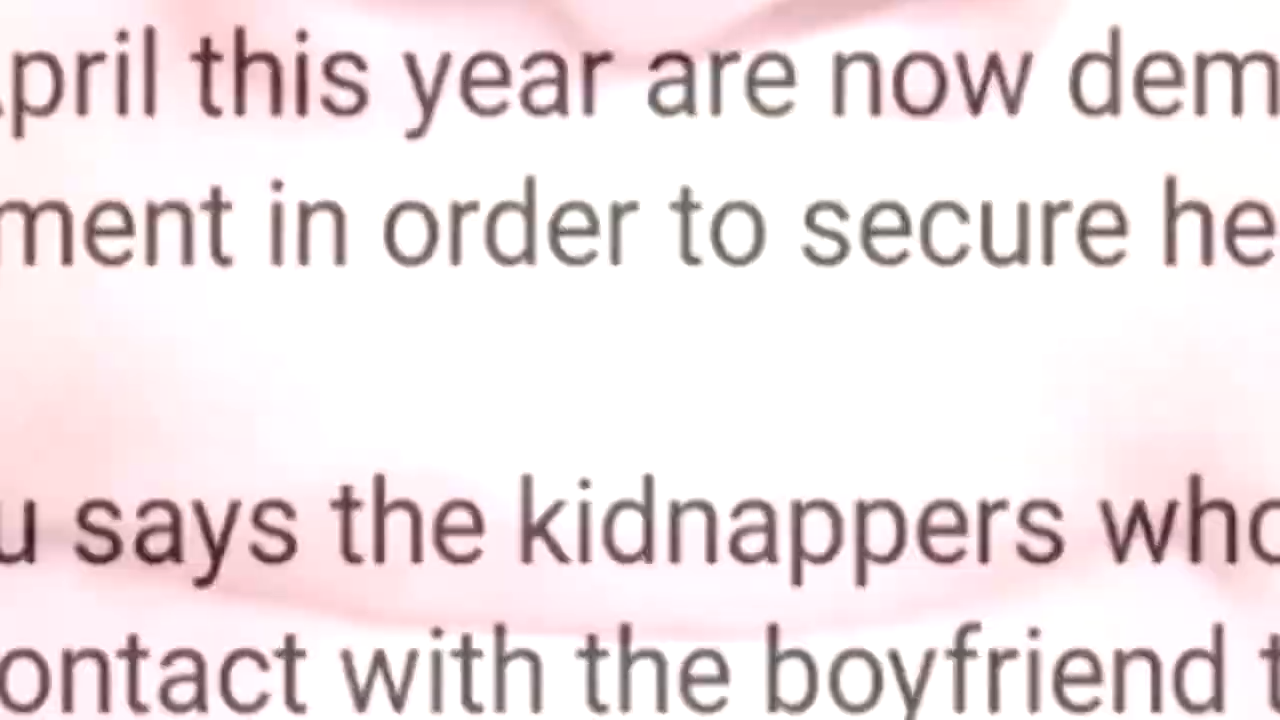 April this year are now dem
ment in order to secure he
u says the kidnappers who
ontact with the boyfriend t